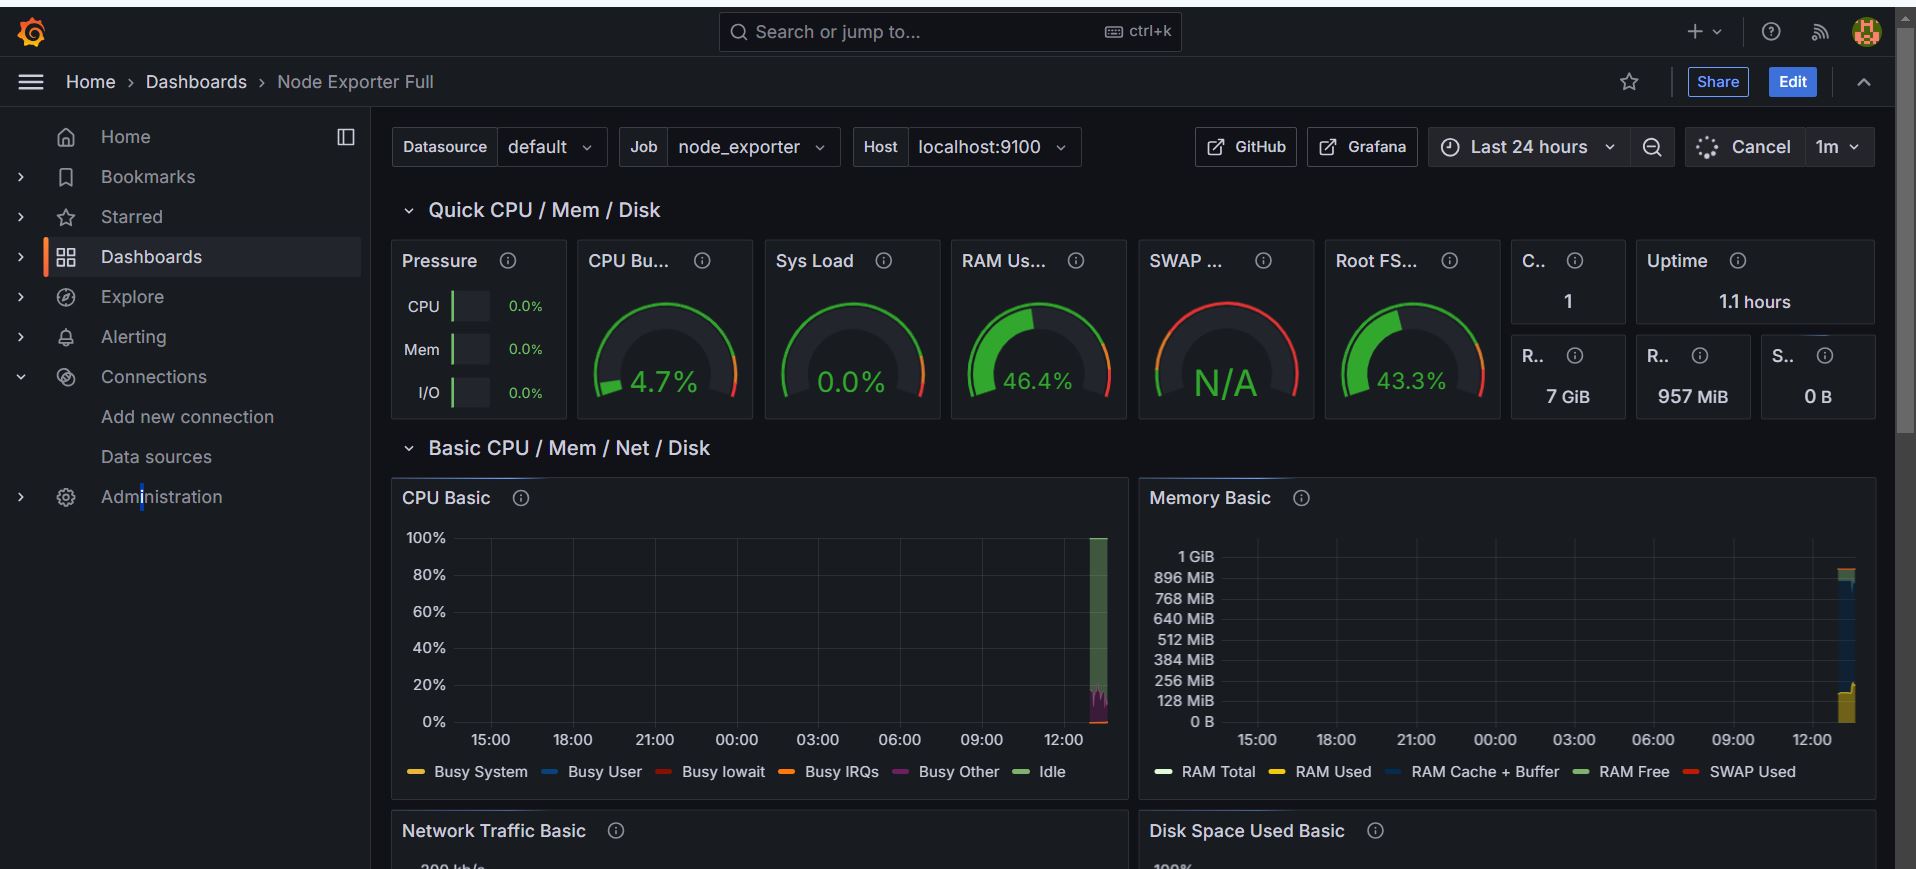 Search or jump to...
ctrl+k
Home › Dashboards › Node Exporter Full
Share
Edit
Home
Bookmarks
Starred
Dashboards
Explore
Alerting
Connections
Add new connection
Data sources
Administration
Datasource default
Job node_exporter
Host localhost:9100
GitHub
Grafana
Last 24 hours
Cancel
1m
Quick CPU / Mem / Disk
Pressure
CPU 0.0%
Mem 0.0%
I/O 0.0%
CPU Bu...
4.7%
Sys Load
0.0%
RAM Us...
46.4%
SWAP ...
N/A
Root FS...
43.3%
C..
1
Uptime
1.1 hours
R..
7 GiB
R..
957 MiB
S..
0 B
Basic CPU / Mem / Net / Disk
CPU Basic
100%
80%
60%
40%
20%
0%
15:00 18:00 21:00 00:00 03:00 06:00 09:00 12:00
Busy System Busy User Busy Iowait Busy IRQs Busy Other Idle
Memory Basic
1 GiB
896 MiB
768 MiB
640 MiB
512 MiB
384 MiB
256 MiB
128 MiB
0 B
15:00 18:00 21:00 00:00 03:00 06:00 09:00 12:00
RAM Total RAM Used RAM Cache + Buffer RAM Free SWAP Used
Network Traffic Basic
Disk Space Used Basic
100%